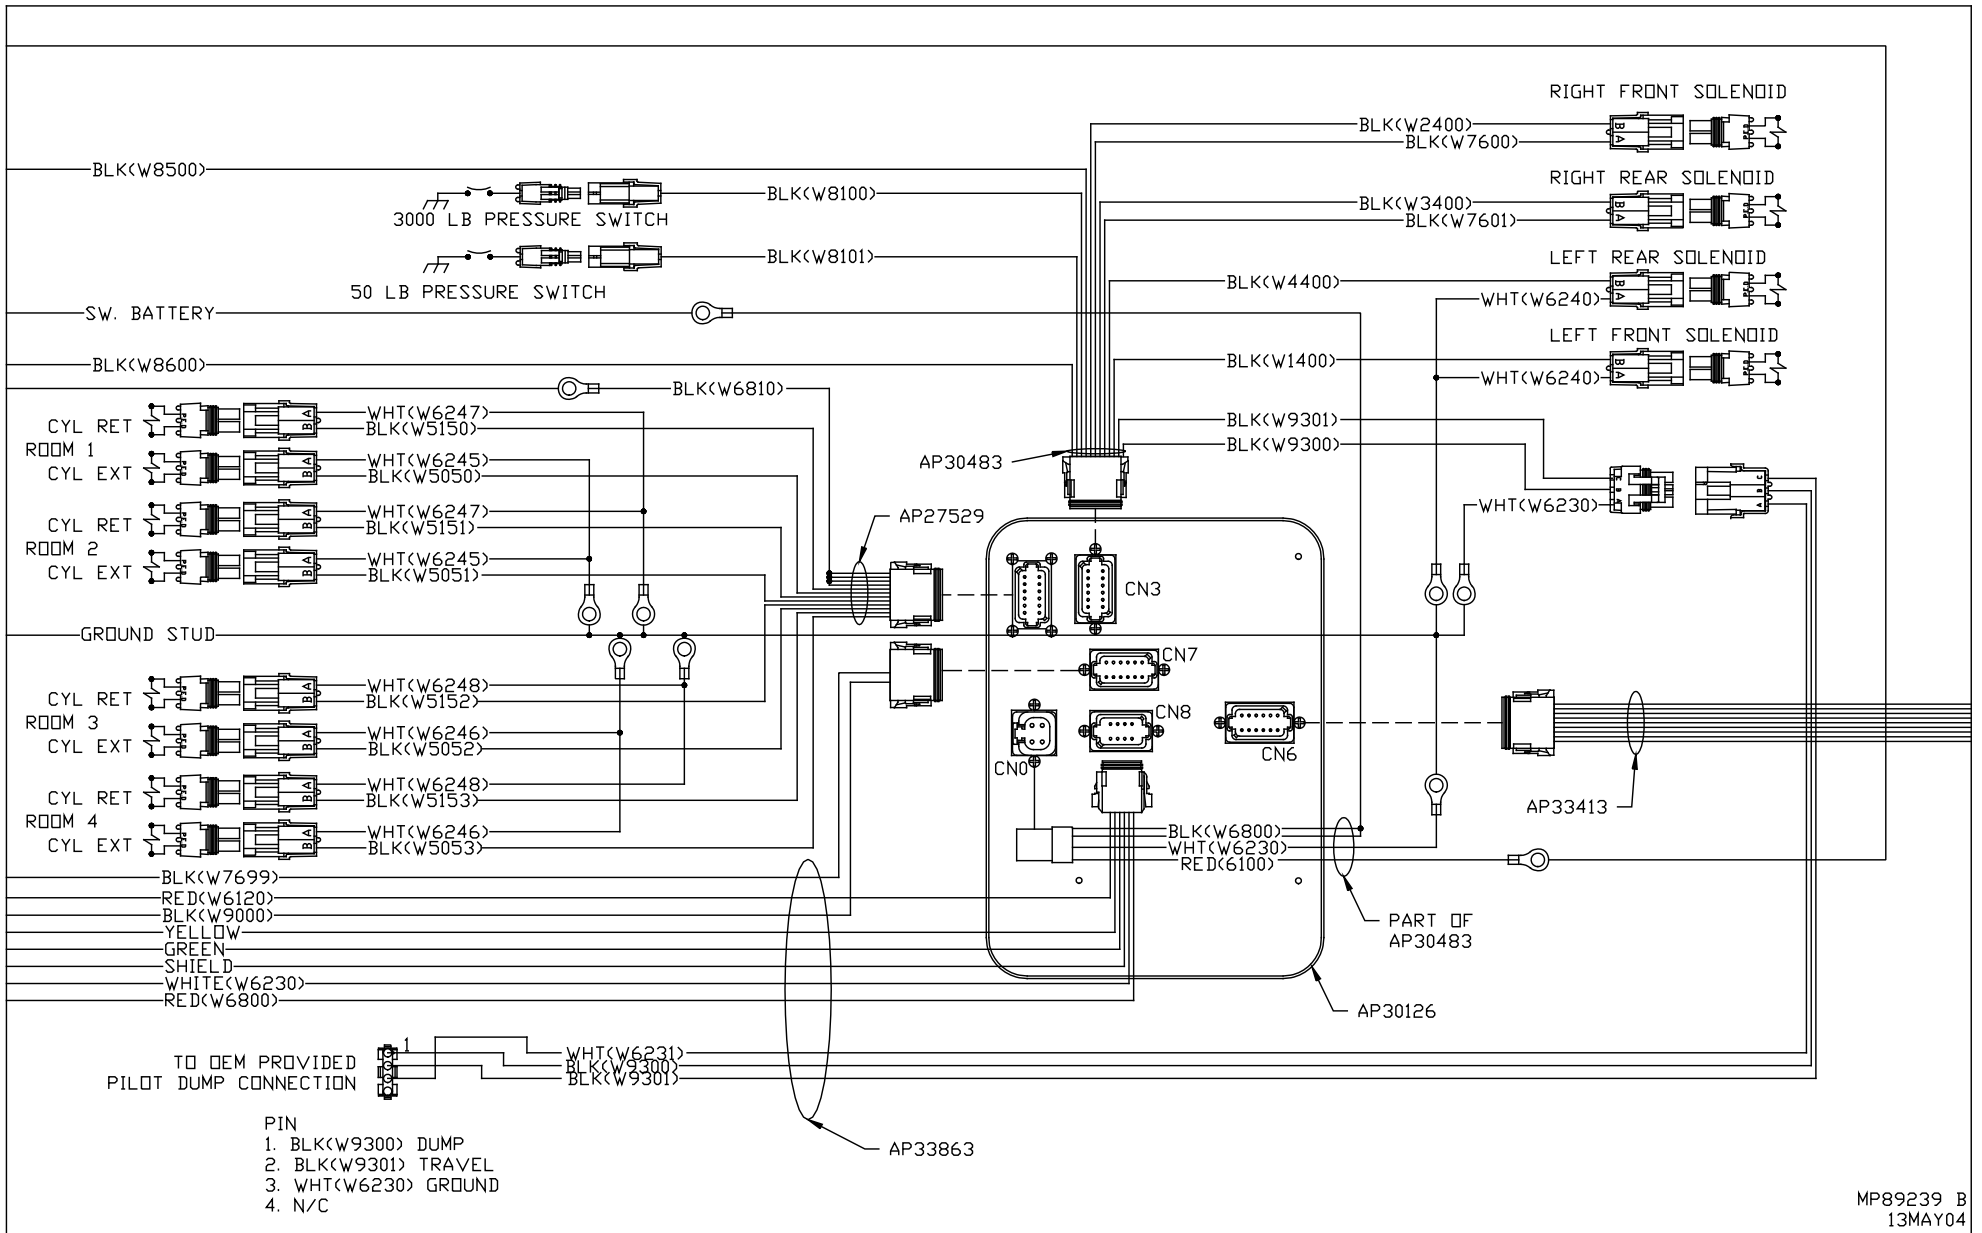 RIGHT FRONT SOLENOID
BLK(W2400)
BLK(W7600)
B
A
BLK(W8500)
BLK(W8100)
3000 LB PRESSURE SWITCH
RIGHT REAR SOLENOID
BLK(W3400)
BLK(W7601)
B
A
BLK(W8101)
50 LB PRESSURE SWITCH
LEFT REAR SOLENOID
BLK(W4400)
WHT(W6240)
B
A
SW. BATTERY
LEFT FRONT SOLENOID
BLK(W8600)
BLK(W1400)
WHT(W6240)
B
A
BLK(W6810)
BLK(W9301)
BLK(W9300)
WHT(W6230)
C
B
A
CYL RET
WHT(W6247)
BLK(W5150)
A
B
ROOM 1
CYL EXT
WHT(W6245)
BLK(W5050)
A
B
AP30483
CYL RET
WHT(W6247)
BLK(W5151)
A
B
AP27529
ROOM 2
CYL EXT
WHT(W6245)
BLK(W5051)
A
B
CN3
GROUND STUD
CN7
CYL RET
WHT(W6248)
BLK(W5152)
A
B
ROOM 3
CYL EXT
WHT(W6246)
BLK(W5052)
A
B
CN8
CN0
CN6
CYL RET
WHT(W6248)
BLK(W5153)
A
B
ROOM 4
CYL EXT
WHT(W6246)
BLK(W5053)
A
B
AP33413
BLK(W6800)
WHT(W6230)
RED(6100)
BLK(W7699)
RED(W6120)
BLK(W9000)
YELLOW
GREEN
SHIELD
WHITE(W6230)
RED(W6800)
PART OF
AP30483
AP30126
TO OEM PROVIDED
PILOT DUMP CONNECTION
1
WHT(W6231)
BLK(W9300)
BLK(W9301)
PIN
1. BLK(W9300) DUMP
2. BLK(W9301) TRAVEL
3. WHT(W6230) GROUND
4. N/C
AP33863
MP89239 B
13MAY04